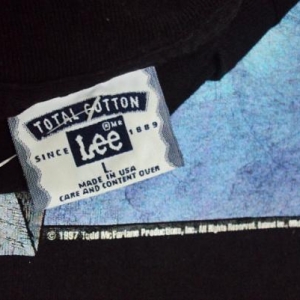 TOTAL COTTON
®MR
SINCE Lee 1889
L
MADE IN USA
CARE AND CONTENT OVER
© 1997 Todd McFarlane Productions, Inc. All Rights Reserved.